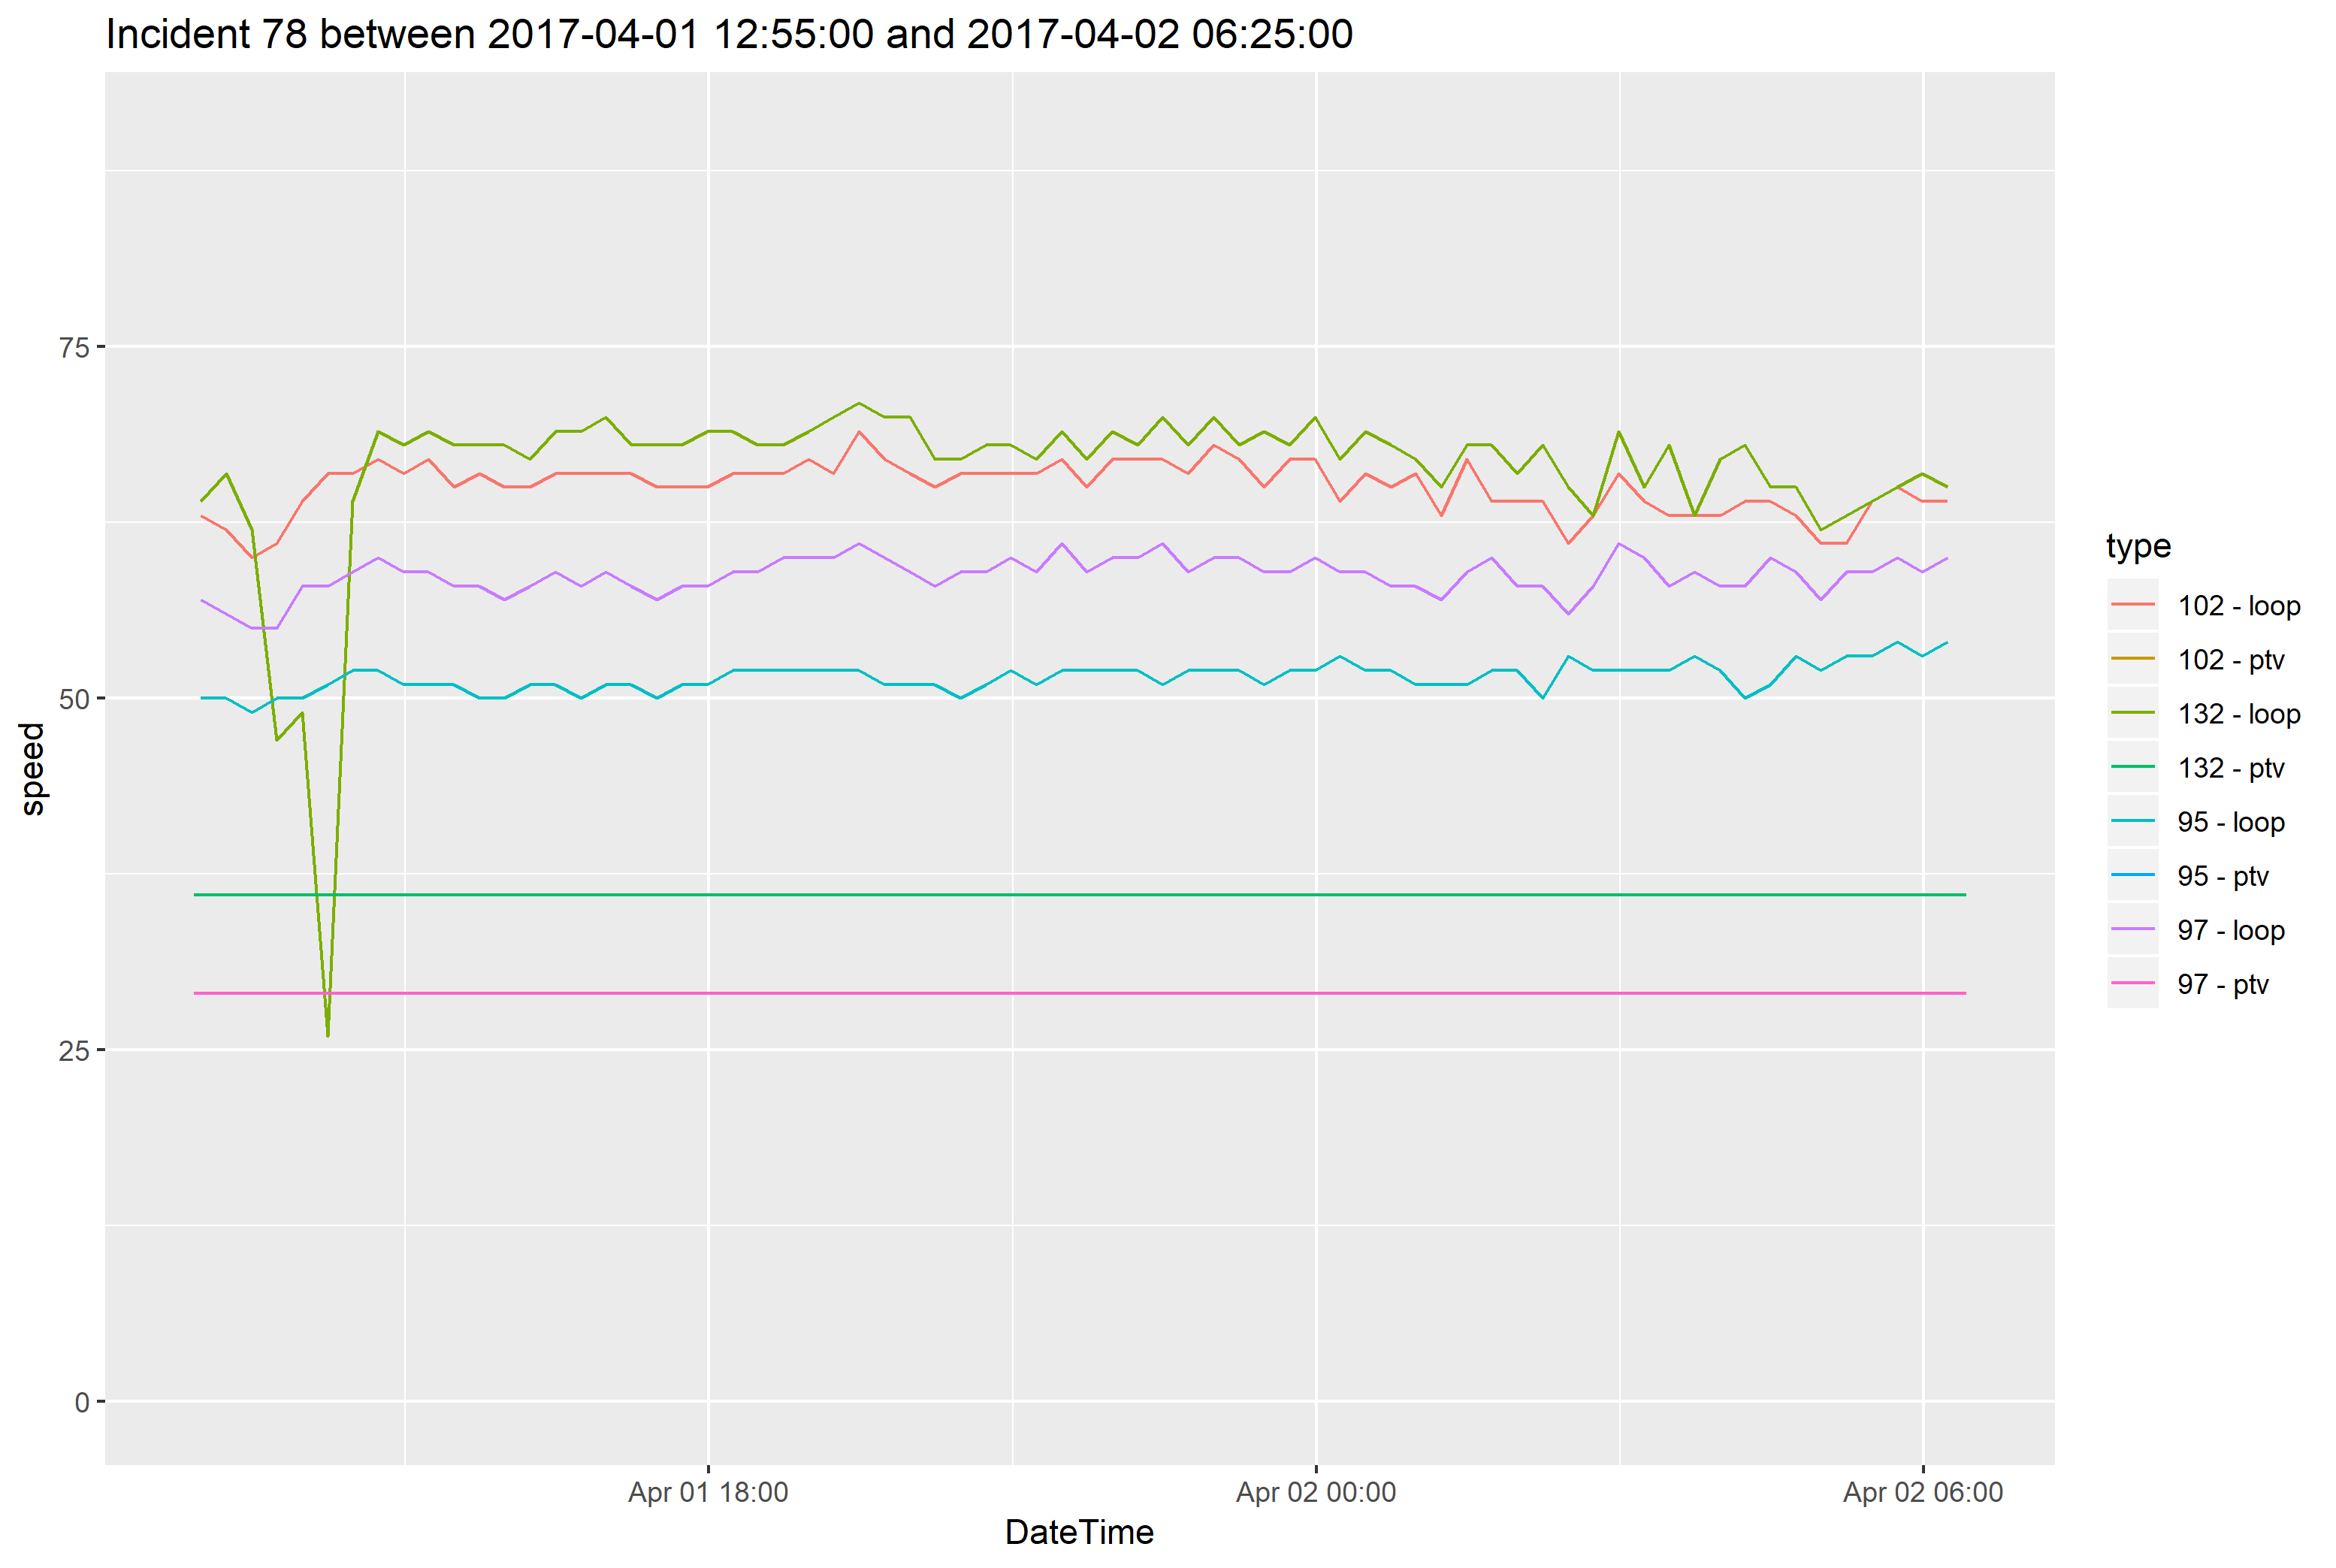 Incident 78 between 2017-04-01 12:55:00 and 2017-04-02 06:25:00
75
50
25
0
speed
Apr 01 18:00
Apr 02 00:00
Apr 02 06:00
DateTime
type
102 - loop
102 - ptv
132 - loop
132 - ptv
95 - loop
95 - ptv
97 - loop
97 - ptv